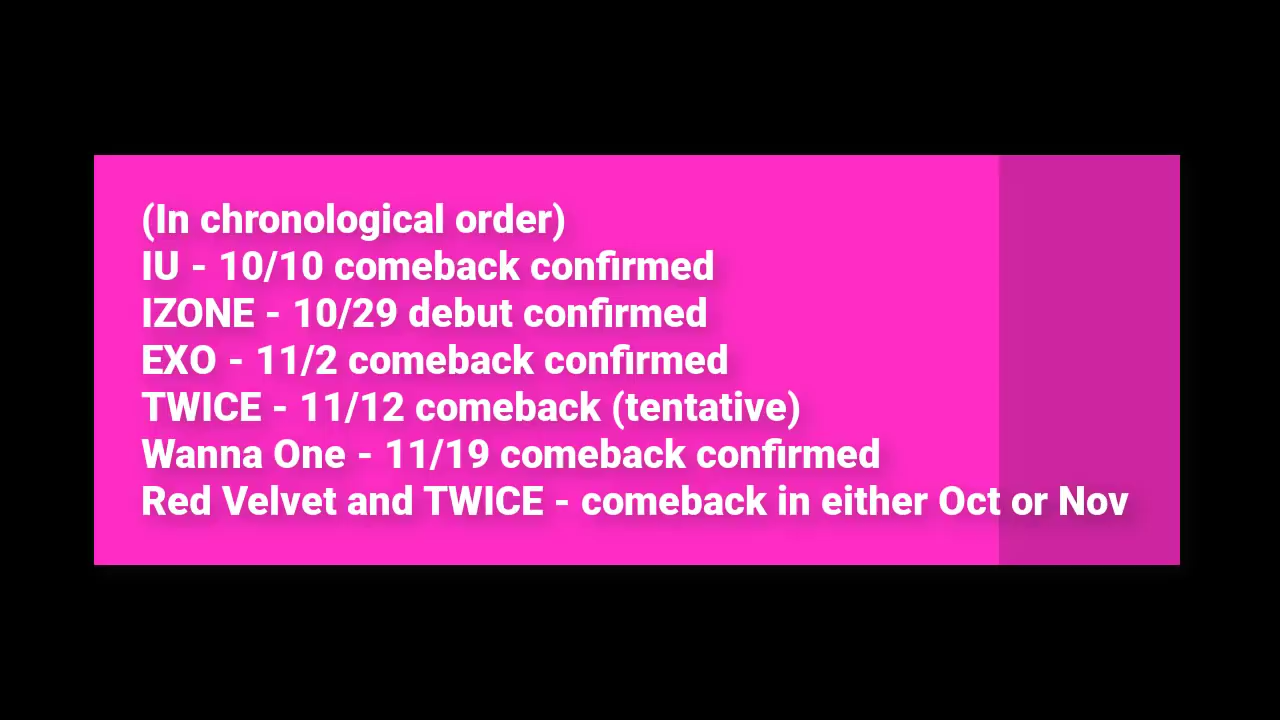 (In chronological order)
IU - 10/10 comeback confirmed
IZONE - 10/29 debut confirmed
EXO - 11/2 comeback confirmed
TWICE - 11/12 comeback (tentative)
Wanna One - 11/19 comeback confirmed
Red Velvet and TWICE - comeback in either Oct or Nov